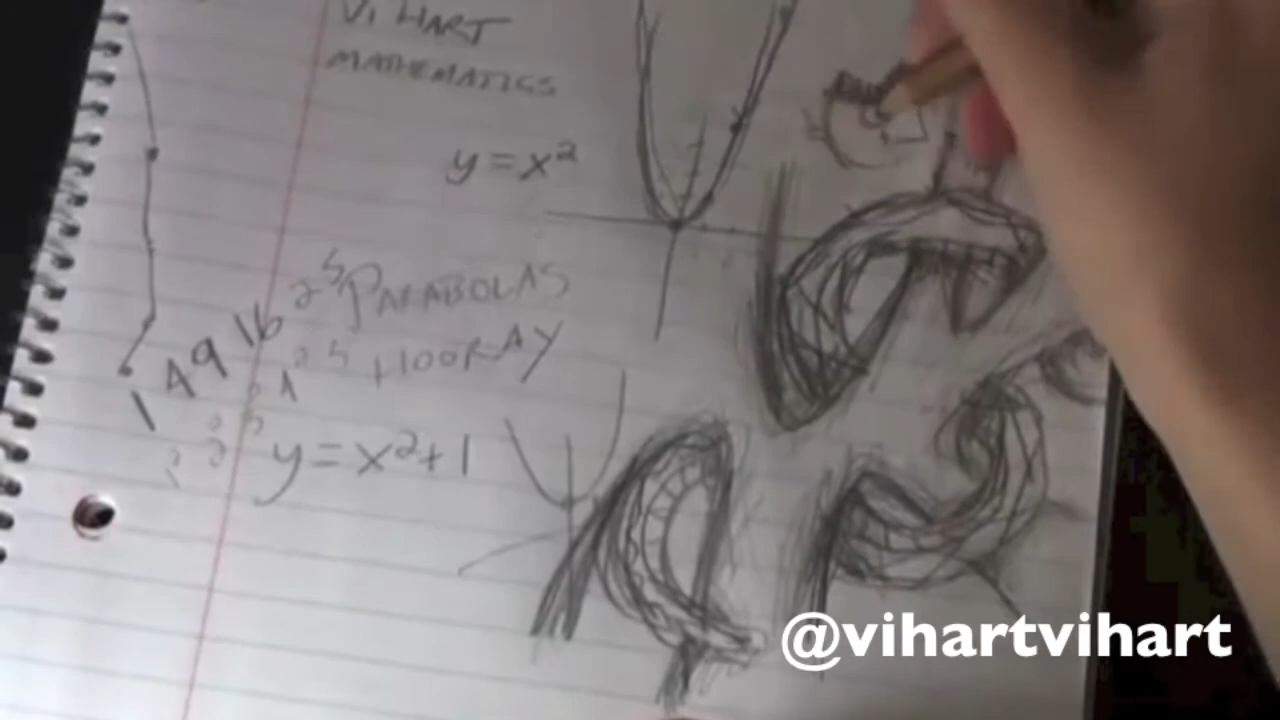 VI HART
MATHEMATICS
y = x²
PARABOLAS
HOORAY
1 4 9 16 25
y = x² + 1
@vihartvihart